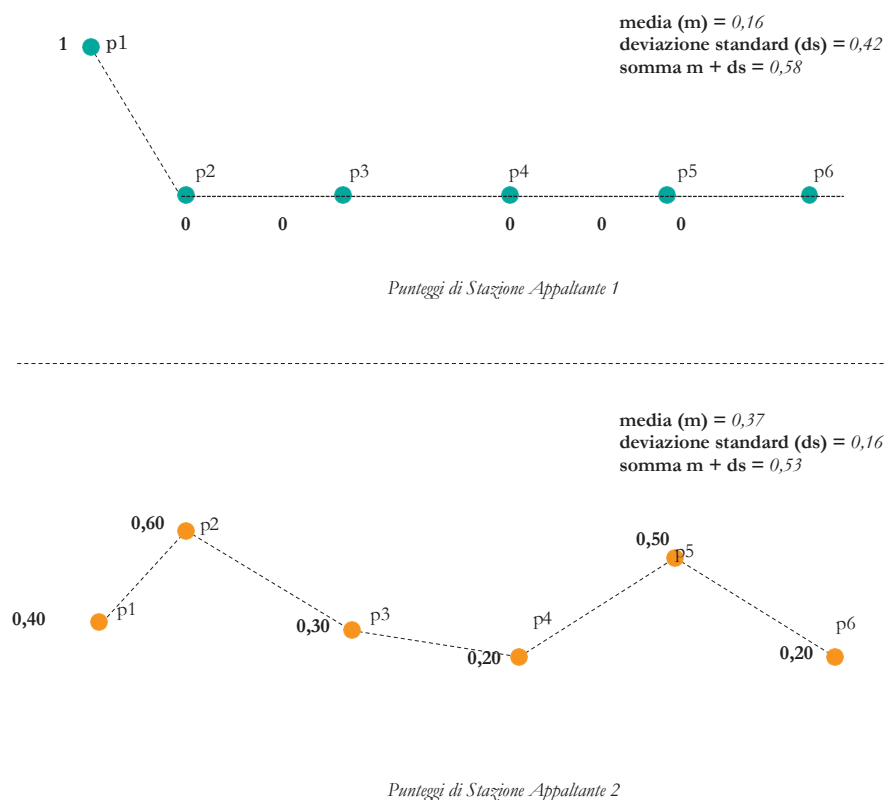 media (m) = 0,16
deviazione standard (ds) = 0,42
somma m + ds = 0,58
1 p1
p2 p3 p4 p5 p6
0 0 0 0 0
Punteggi di Stazione Appaltante 1
media (m) = 0,37
deviazione standard (ds) = 0,16
somma m + ds = 0,53
0,60 p2
0,50 p5
0,40 p1
0,30 p3
p4
p6
0,20
0,20
Punteggi di Stazione Appaltante 2